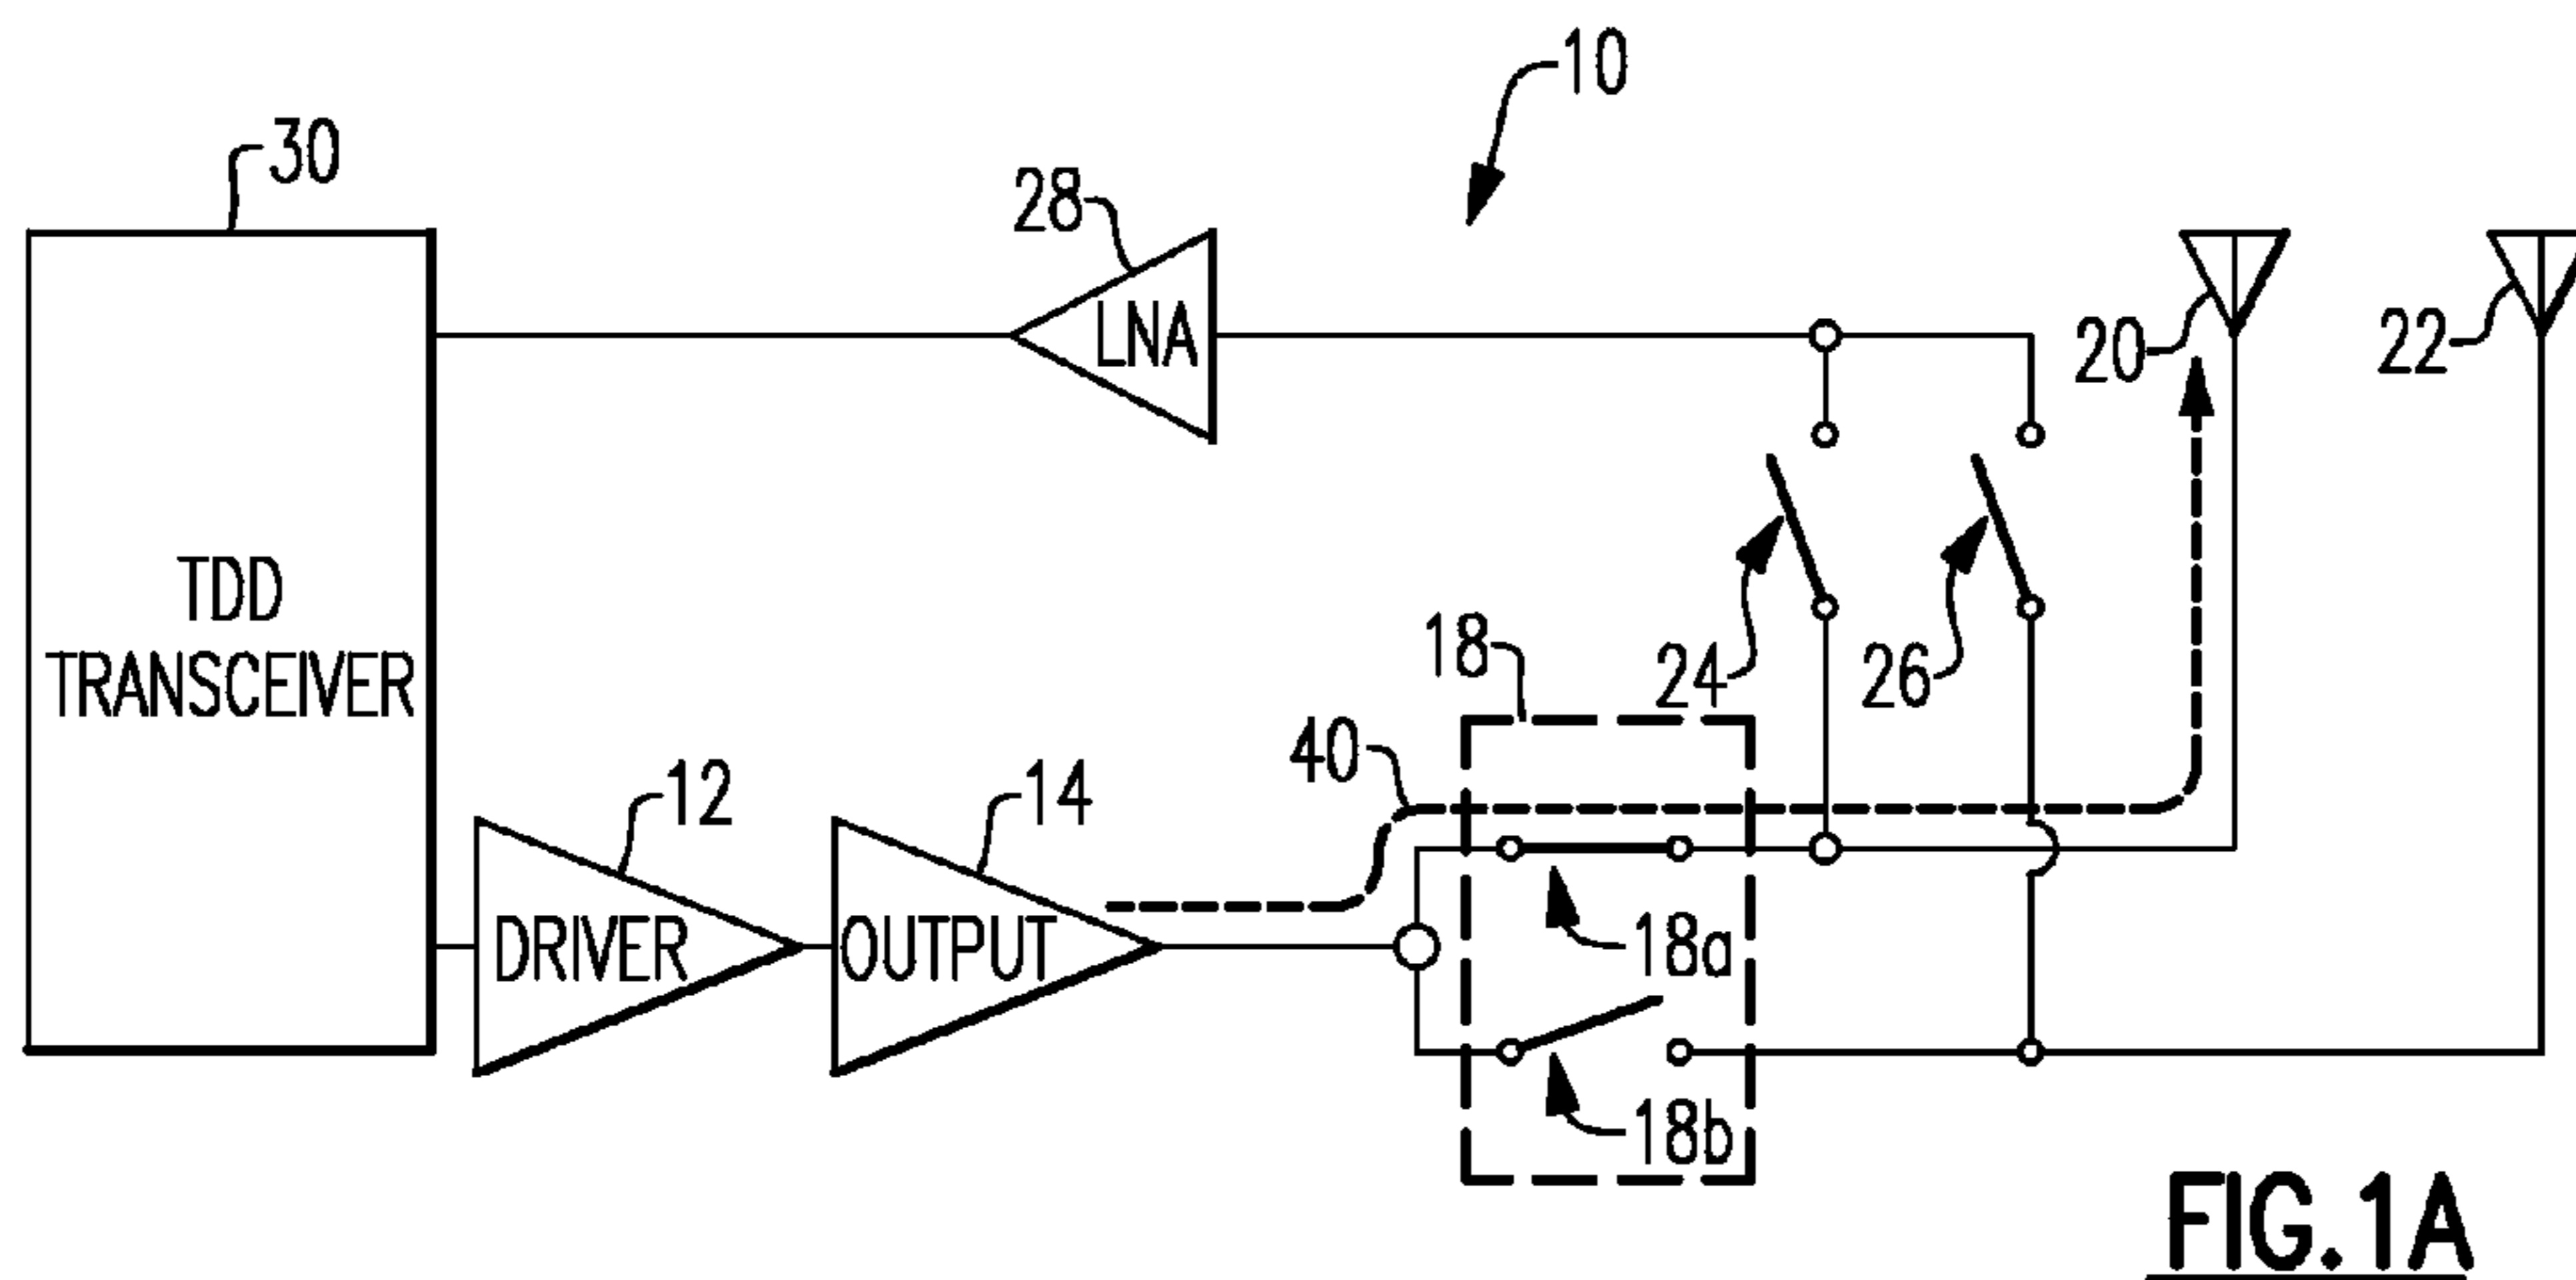 10
30
28
LNA
20
22
TDD
TRANSCEIVER
24
26
18
40
12
14
DRIVER
OUTPUT
18a
18b
FIG.1A